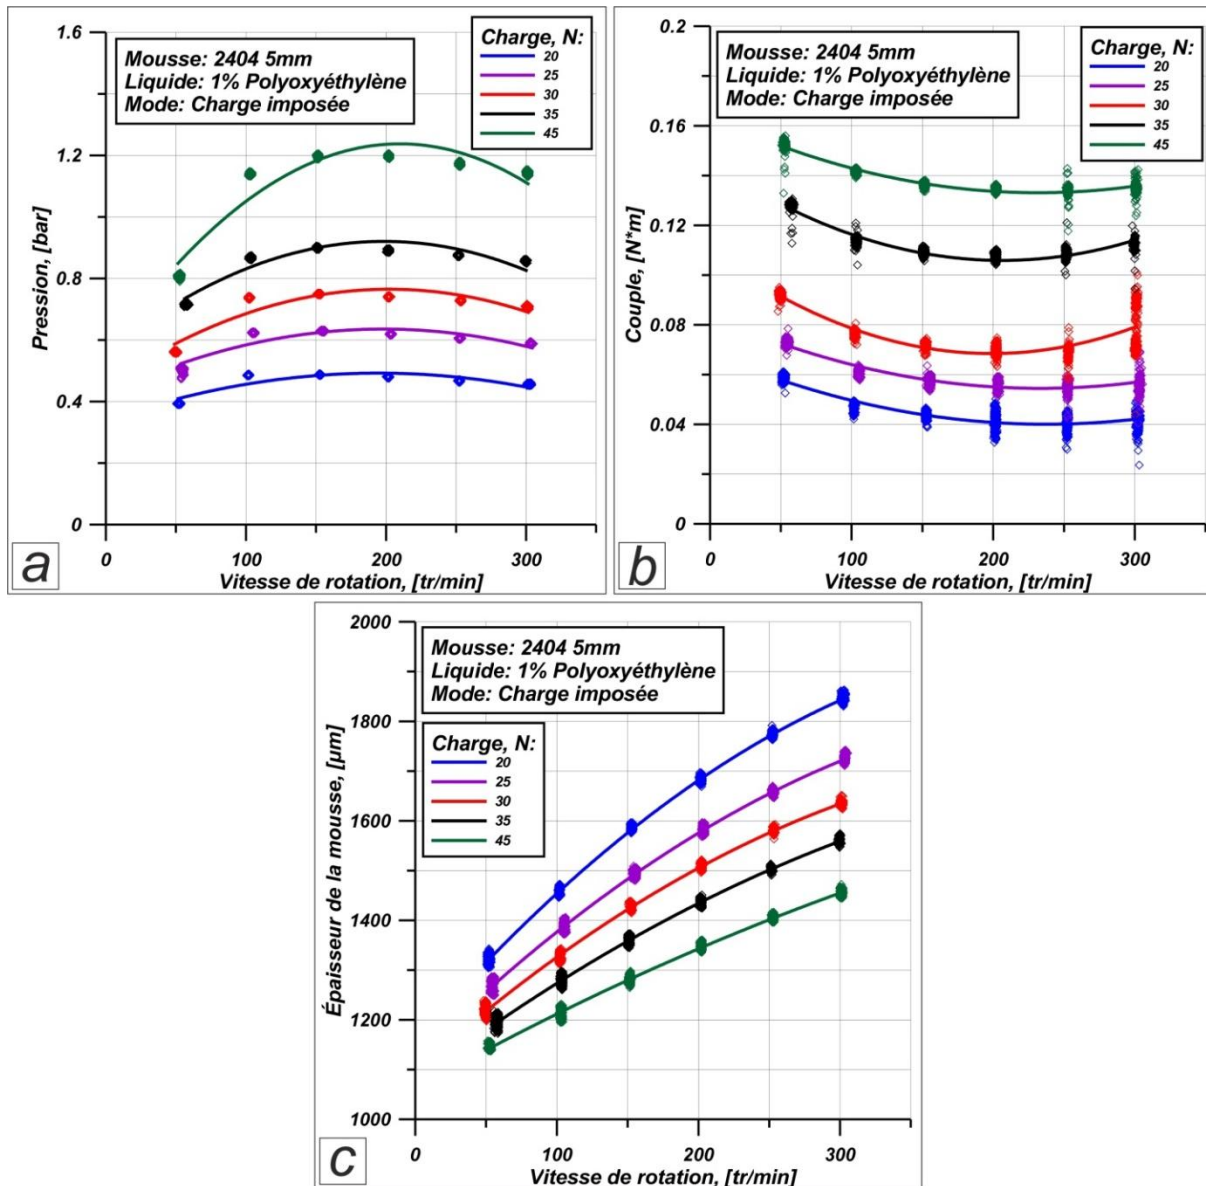 1.6
1.2
0.8
0.4
0
Pression, [bar]
Mousse: 2404 5mm
Liquide: 1% Polyoxyéthylène
Mode: Charge imposée
Charge, N:
20
25
30
35
45
0
100
200
300
Vitesse de rotation, [tr/min]
a
0.2
0.16
0.12
0.08
0.04
0
Couple, [N*m]
Mousse: 2404 5mm
Liquide: 1% Polyoxyéthylène
Mode: Charge imposée
Charge, N:
20
25
30
35
45
0
100
200
300
Vitesse de rotation, [tr/min]
b
2000
1800
1600
1400
1200
1000
Épaisseur de la mousse, [µm]
Mousse: 2404 5mm
Liquide: 1% Polyoxyéthylène
Mode: Charge imposée
Charge, N:
20
25
30
35
45
0
100
200
300
Vitesse de rotation, [tr/min]
c